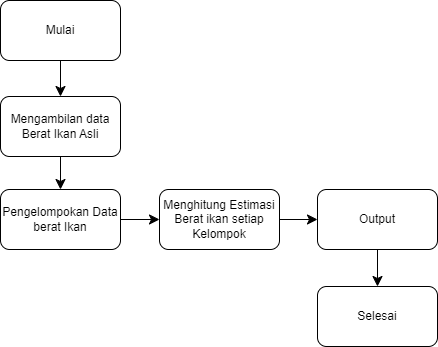 Mulai
Mengambilan data
Berat Ikan Asli
Pengelompokan Data
berat Ikan
Menghitung Estimasi
Berat ikan setiap
Kelompok
Output
Selesai